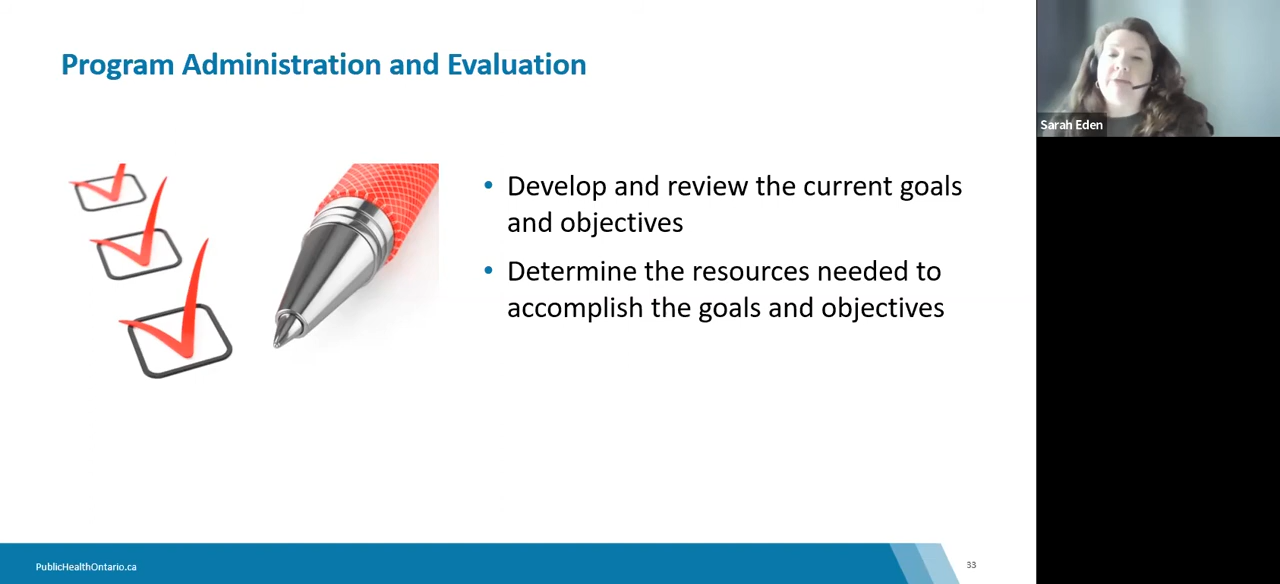 Program Administration and Evaluation
Sarah Eden
• Develop and review the current goals
and objectives
• Determine the resources needed to
accomplish the goals and objectives
PublicHealthOntario.ca
33